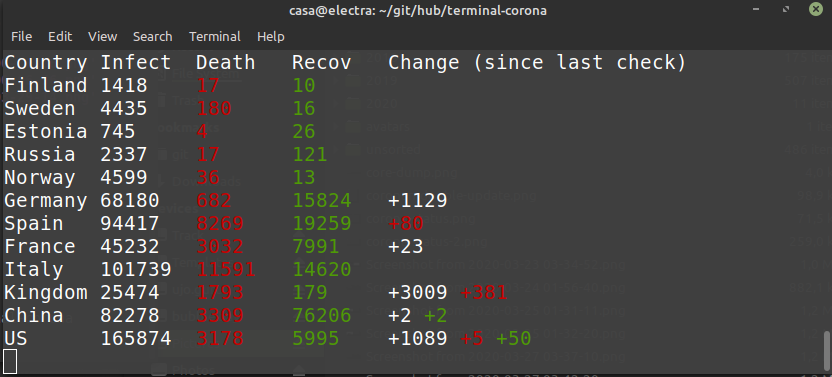 casa@electra: ~/git/hub/terminal-corona
File Edit View Search Terminal Help
Country Infect Death Recov Change (since last check)
Finland 1418 17 10
Sweden 4435 180 16
Estonia 745 4 26
Russia 2337 17 121
Norway 4599 36 13
Germany 68180 682 15824 +1129
Spain 94417 8269 19259 +80
France 45232 3032 7991 +23
Italy 101739 11591 14620
Kingdom 25474 1793 179 +3009 +381
China 82278 3309 76206 +2 +2
US 165874 3178 5995 +1089 +5 +50